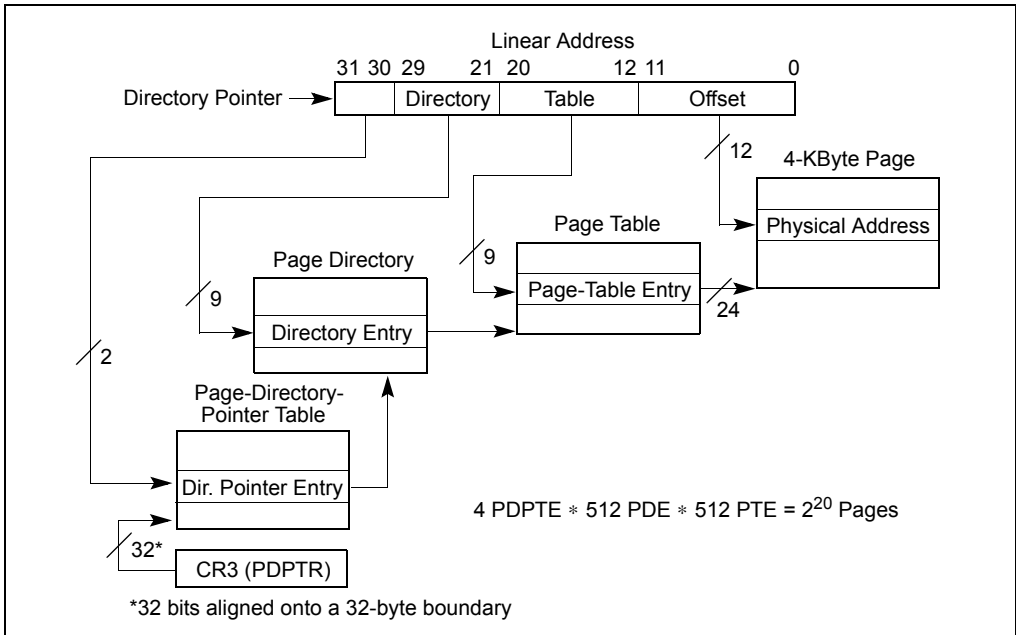 Linear Address
31 30 29 21 20 12 11 0
Directory Pointer
Directory Table Offset
12
4-KByte Page
Physical Address
Page Table
9
Page-Table Entry
24
Page Directory
9
Directory Entry
2
Page-Directory-
Pointer Table
Dir. Pointer Entry
4 PDPTE ∗ 512 PDE ∗ 512 PTE = 2²⁰ Pages
32*
CR3 (PDPTR)
*32 bits aligned onto a 32-byte boundary